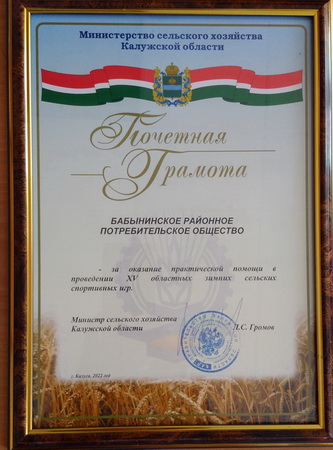 Министерство сельского хозяйства
Калужской области
Почетная
Грамота
БАБЫНИНСКОЕ РАЙОННОЕ
ПОТРЕБИТЕЛЬСКОЕ ОБЩЕСТВО
- за оказание практической помощи в
проведении XV областных зимних сельских
спортивных игр.
Министр сельского хозяйства
Калужской области
Л.С. Громов
г. Калуга, 2022 год